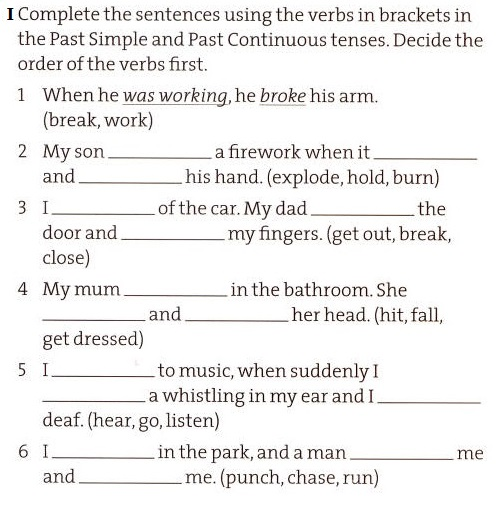 I Complete the sentences using the verbs in brackets in
the Past Simple and Past Continuous tenses. Decide the
order of the verbs first.
1 When he was working, he broke his arm.
(break, work)
2 My son __________ a firework when it __________
and __________ his hand. (explode, hold, burn)
3 I __________ of the car. My dad __________ the
door and __________ my fingers. (get out, break,
close)
4 My mum __________ in the bathroom. She
__________ and __________ her head. (hit, fall,
get dressed)
5 I __________ to music, when suddenly I
__________ a whistling in my ear and I __________
deaf. (hear, go, listen)
6 I __________ in the park, and a man __________ me
and __________ me. (punch, chase, run)